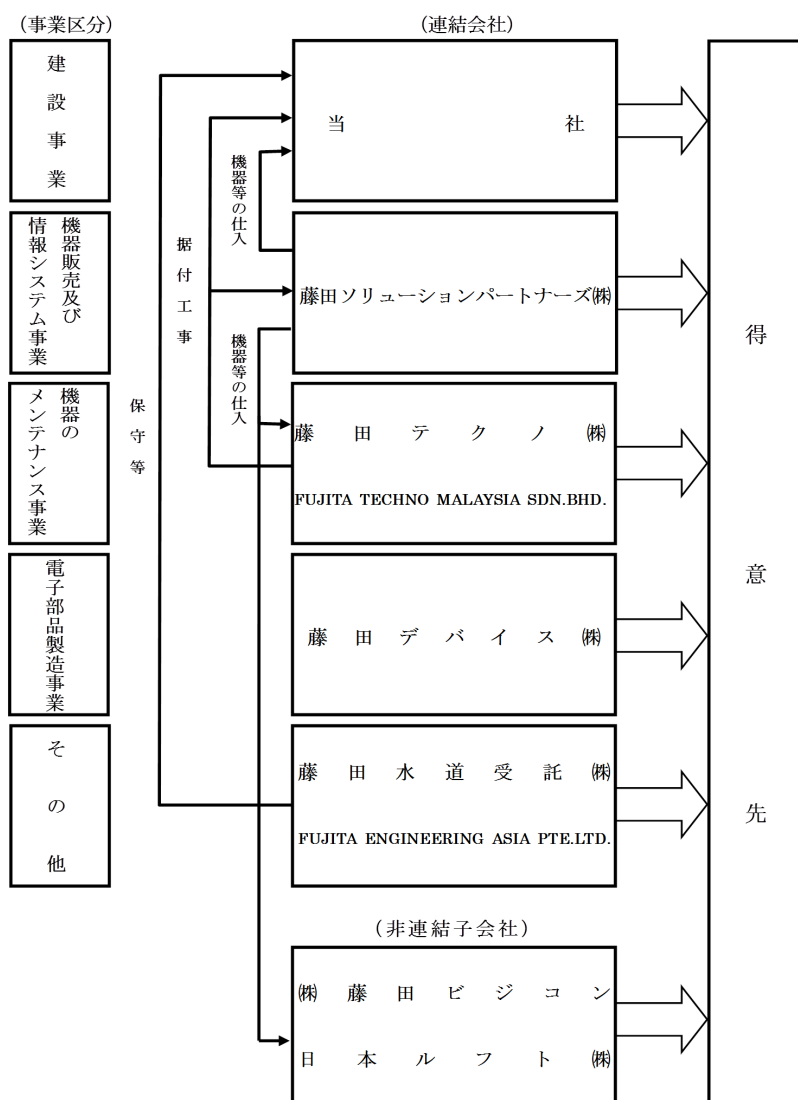 （事業区分）
（連結会社）
建設事業
当社
機器等の仕入
機器販売及び
情報システム事業
据付工事
藤田ソリューションパートナーズ㈱
得意先
機器等の仕入
機器の
メンテナンス事業
保守等
藤田テクノ㈱
FUJITA TECHNO MALAYSIA SDN.BHD.
電子部品製造事業
藤田デバイス㈱
その他
藤田水道受託㈱
FUJITA ENGINEERING ASIA PTE.LTD.
（非連結子会社）
㈱藤田ビジコン
日本ルフト㈱